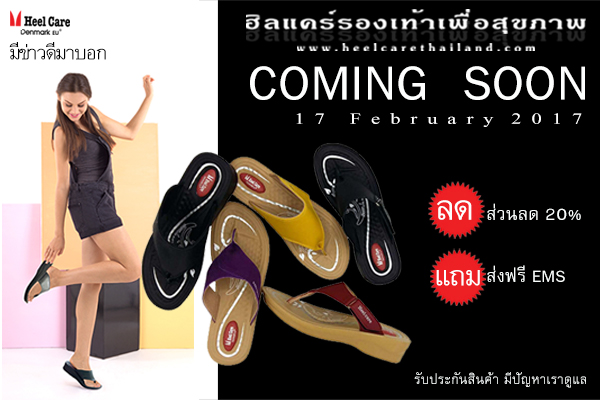 Heel Care
Denmark EU
มีข่าวดีมาบอก
ฮิลแคร์รองเท้าเพื่อสุขภาพ
www.heelcarethailand.com
COMING SOON
17 February 2017
ลด ส่วนลด 20%
แถม ส่งฟรี EMS
Heel Care
รับประกันสินค้า มีปัญหาเราดูแล